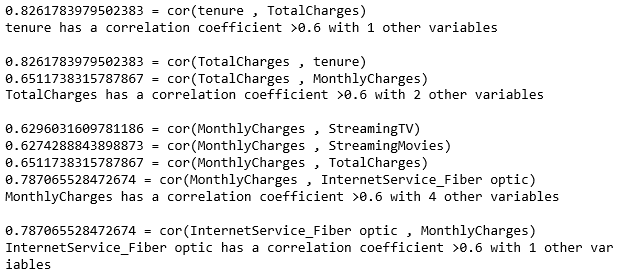 0.8261783979502383 = cor(tenure , TotalCharges)
tenure has a correlation coefficient >0.6 with 1 other variables
0.8261783979502383 = cor(TotalCharges , tenure)
0.6511738315787867 = cor(TotalCharges , MonthlyCharges)
TotalCharges has a correlation coefficient >0.6 with 2 other variables
0.6296031609781186 = cor(MonthlyCharges , StreamingTV)
0.6274288843898873 = cor(MonthlyCharges , StreamingMovies)
0.6511738315787867 = cor(MonthlyCharges , TotalCharges)
0.787065528472674 = cor(MonthlyCharges , InternetService_Fiber optic)
MonthlyCharges has a correlation coefficient >0.6 with 4 other variables
0.787065528472674 = cor(InternetService_Fiber optic , MonthlyCharges)
InternetService_Fiber optic has a correlation coefficient >0.6 with 1 other var
iables